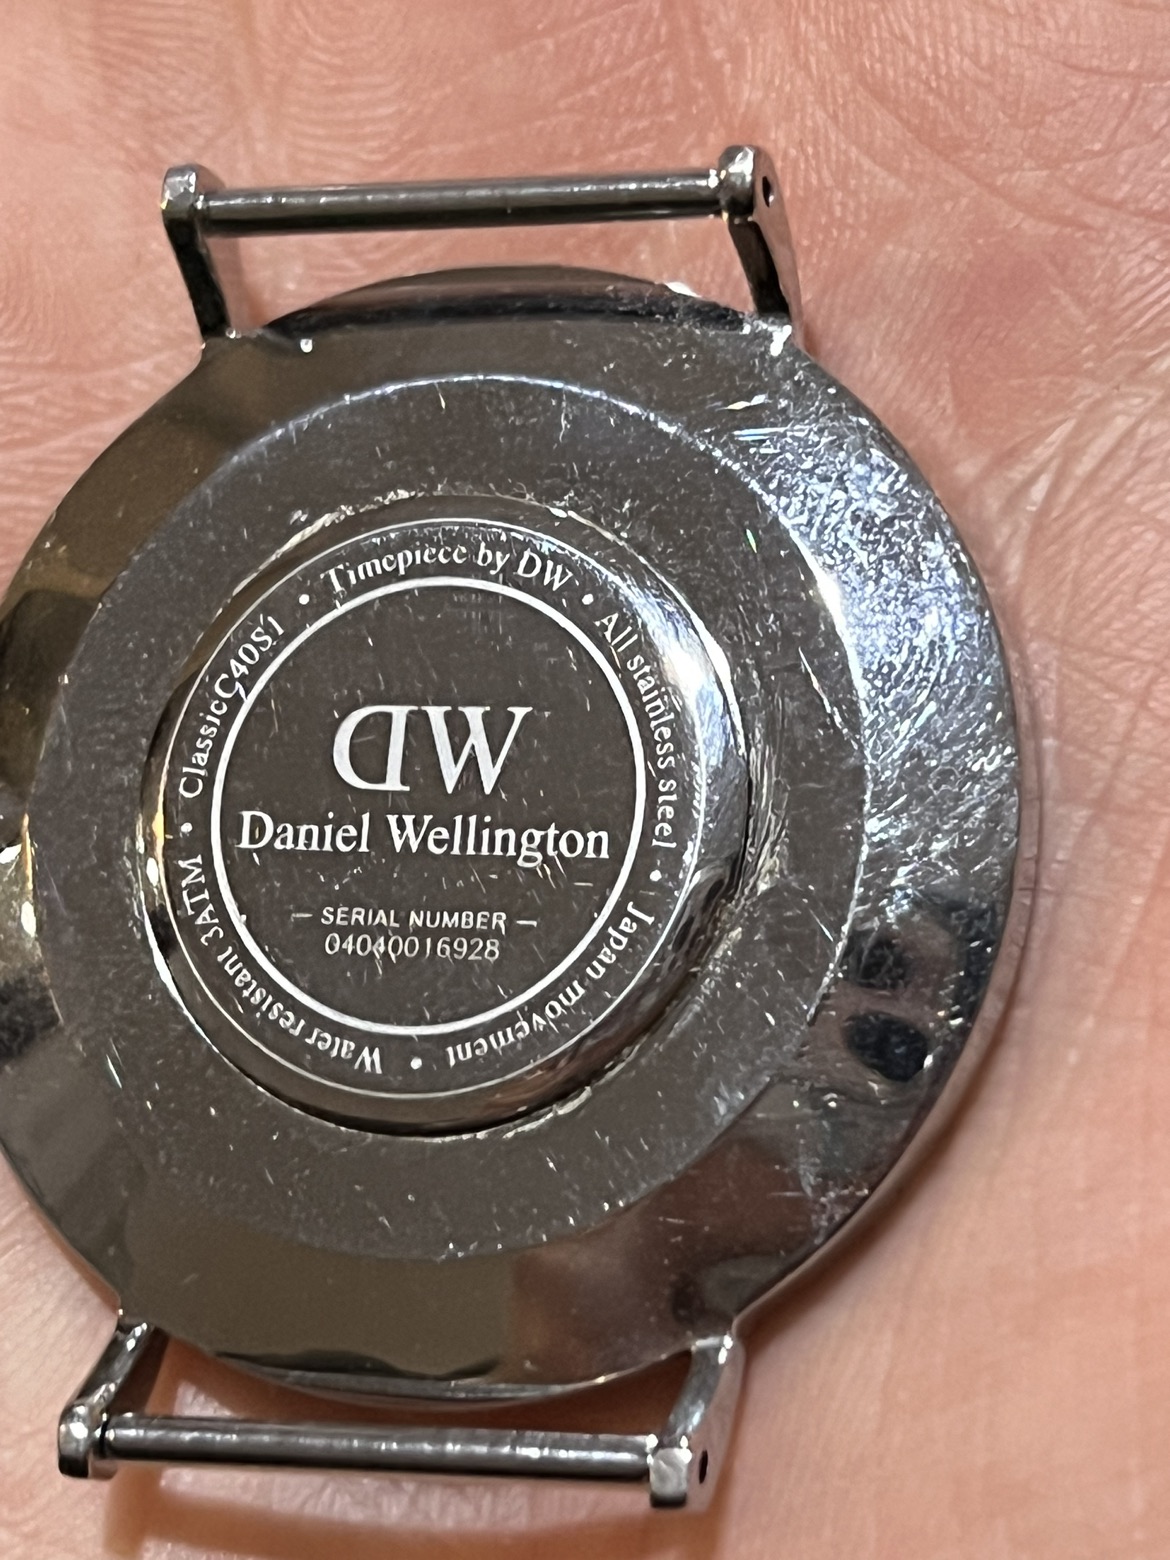 Timepiece by DW • All stainless steel • Japan movement • Water resistant 3ATM • ClassicC40S1 •
DW
Daniel Wellington
— SERIAL NUMBER —
04040016928